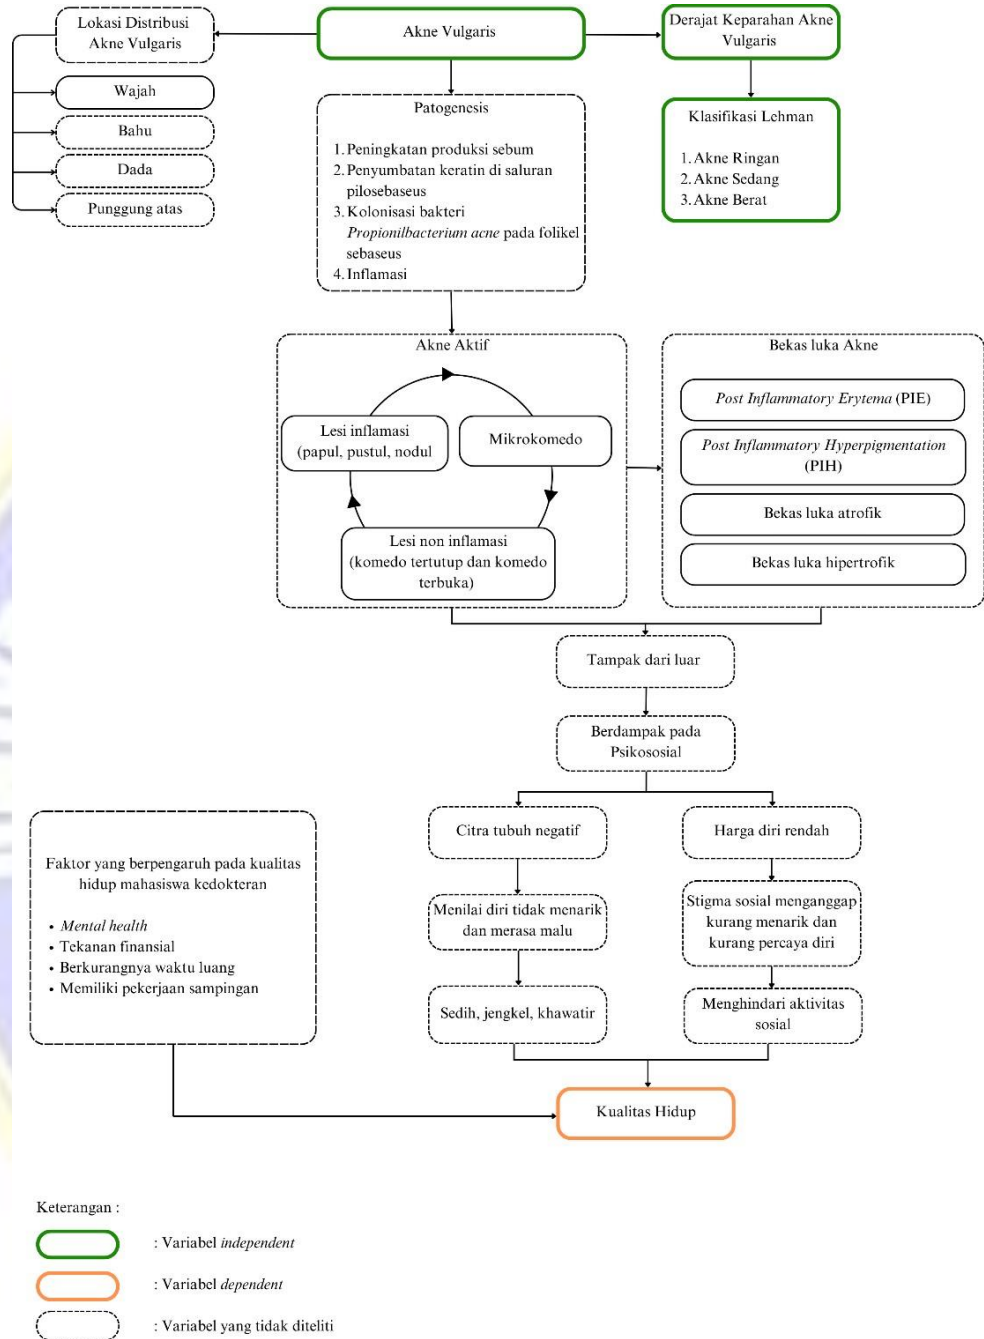 Lokasi Distribusi
Akne Vulgaris
Akne Vulgaris
Derajat Keparahan Akne
Vulgaris
Wajah
Bahu
Dada
Punggung atas
Patogenesis
1. Peningkatan produksi sebum
2. Penyumbatan keratin di saluran
pilosebaseus
3. Kolonisasi bakteri
Propionilbacterium acne pada folikel
sebaseus
4. Inflamasi
Klasifikasi Lehman
1. Akne Ringan
2. Akne Sedang
3. Akne Berat
Akne Aktif
Lesi inflamasi
(papul, pustul, nodul
Mikrokomedo
Lesi non inflamasi
(komedo tertutup dan komedo
terbuka)
Bekas luka Akne
Post Inflammatory Erytema (PIE)
Post Inflammatory Hyperpigmentation
(PIH)
Bekas luka atrofik
Bekas luka hipertrofik
Tampak dari luar
Berdampak pada
Psikososial
Citra tubuh negatif
Harga diri rendah
Menilai diri tidak menarik
dan merasa malu
Stigma sosial menganggap
kurang menarik dan
kurang percaya diri
Sedih, jengkel, khawatir
Menghindari aktivitas
sosial
Faktor yang berpengaruh pada kualitas
hidup mahasiswa kedokteran
• Mental health
• Tekanan finansial
• Berkurangnya waktu luang
• Memiliki pekerjaan sampingan
Kualitas Hidup
Keterangan :
: Variabel independent
: Variabel dependent
: Variabel yang tidak diteliti